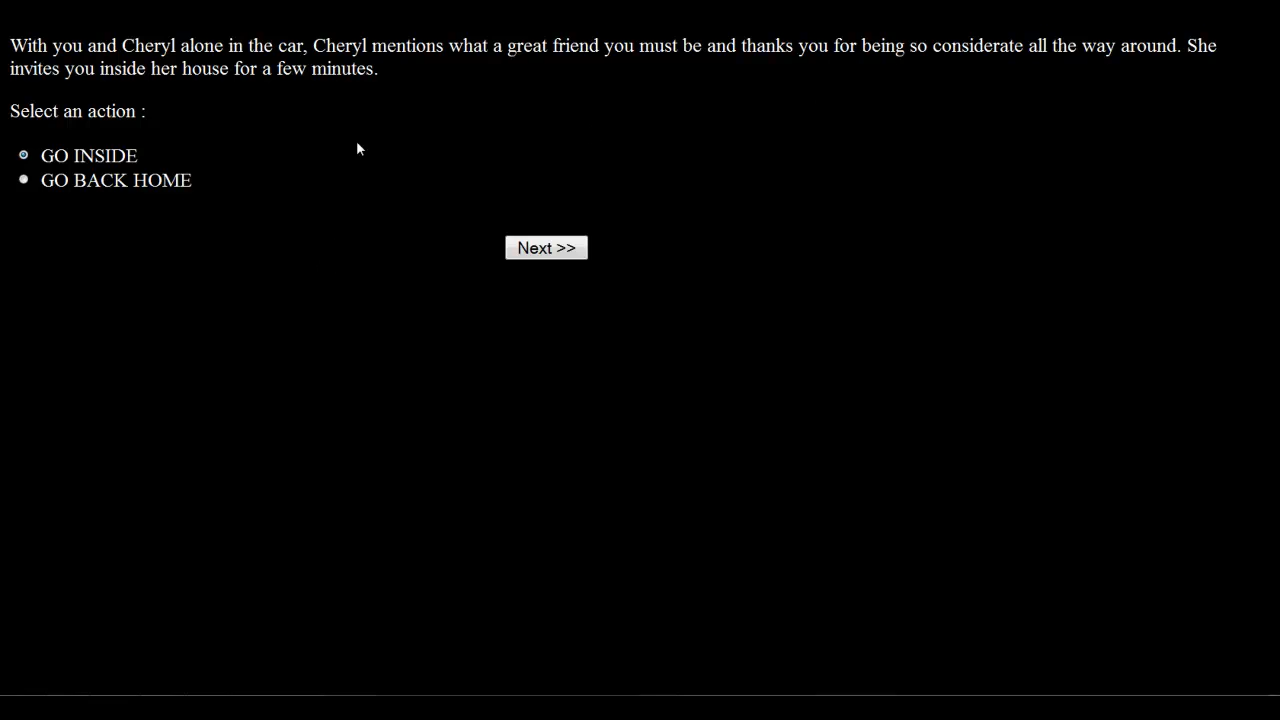 With you and Cheryl alone in the car, Cheryl mentions what a great friend you must be and thanks you for being so considerate all the way around. She
invites you inside her house for a few minutes.
Select an action :
GO INSIDE
GO BACK HOME
Next >>